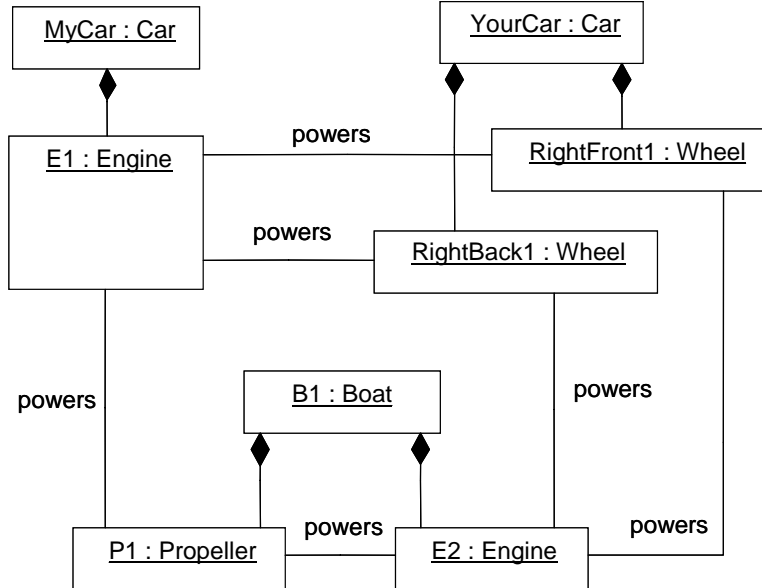 MyCar : Car
YourCar : Car
powers
E1 : Engine
RightFront1 : Wheel
powers
RightBack1 : Wheel
powers
B1 : Boat
powers
powers
powers
P1 : Propeller
E2 : Engine